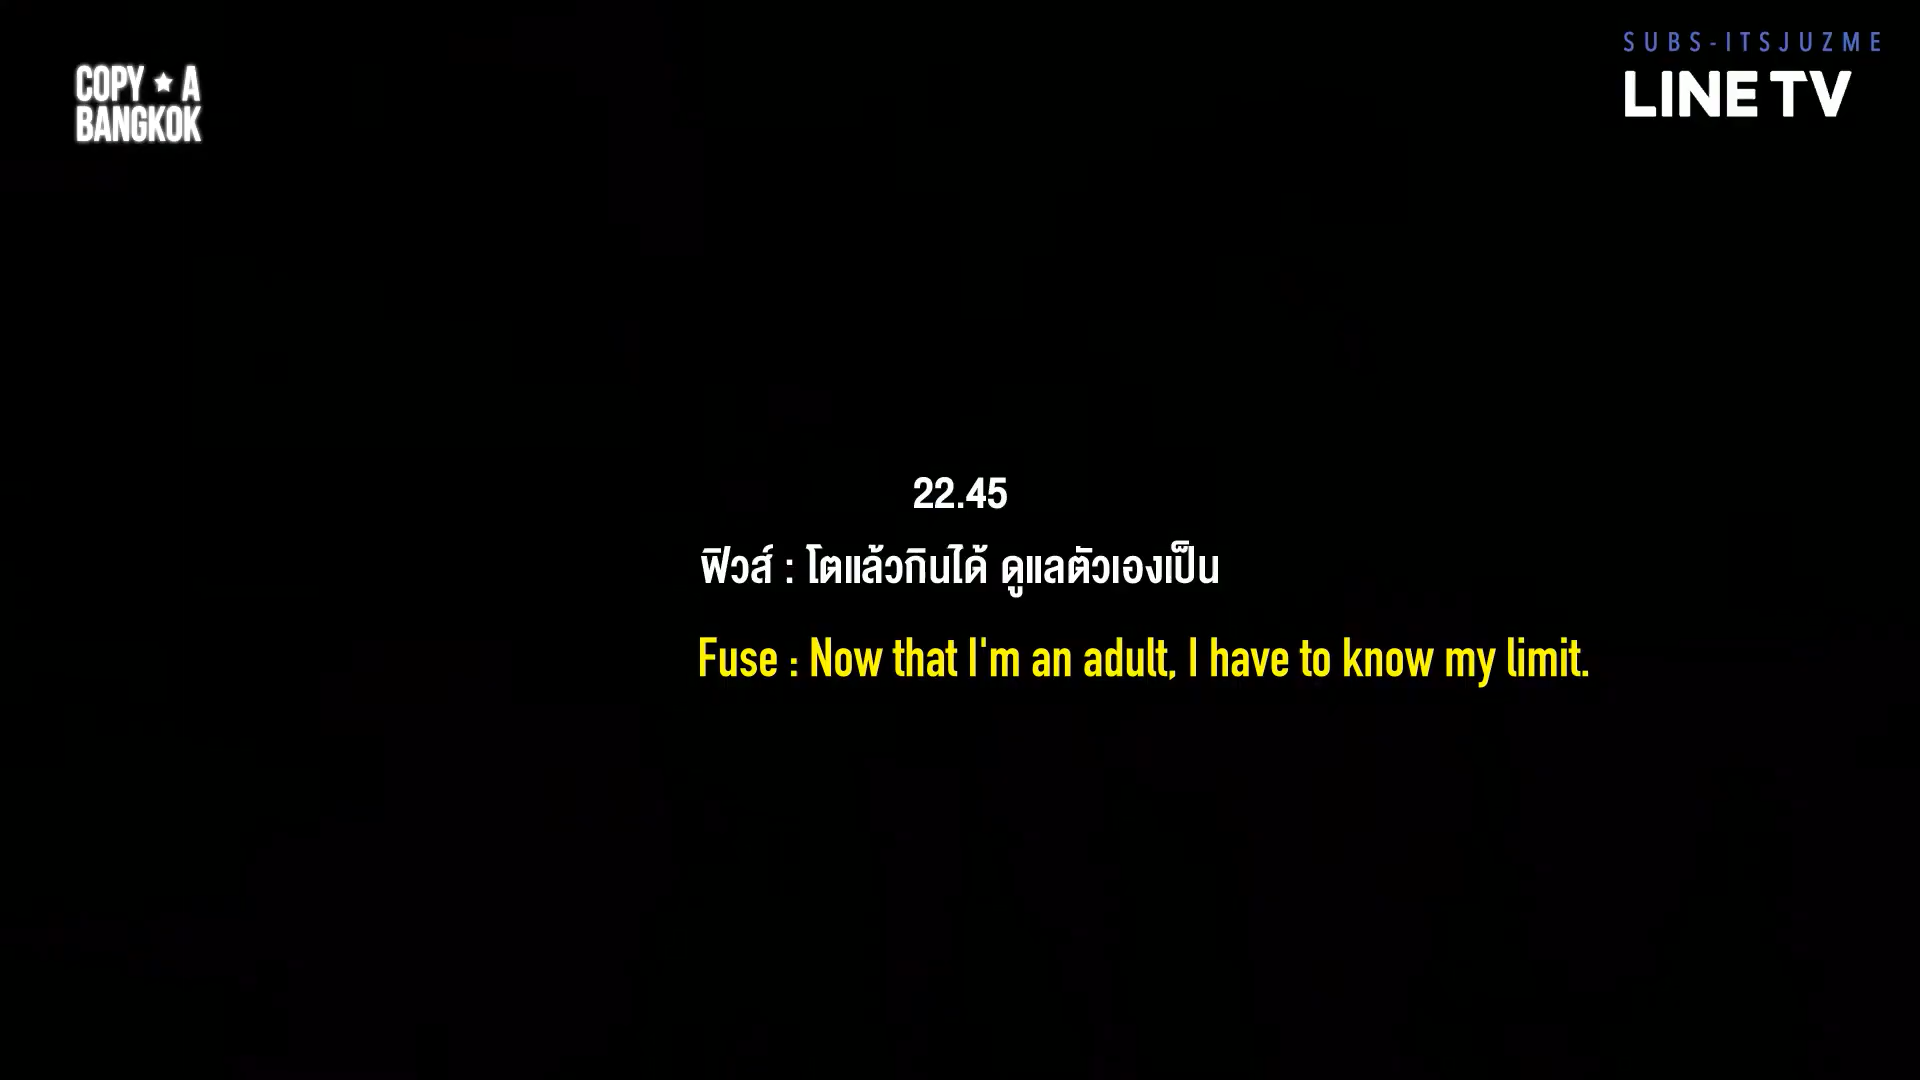 SUBS-ITSJUZME
COPY ★ A
BANGKOK
LINE TV
22.45
ฟิวส์ : โตแล้วกินได้ ดูแลตัวเองเป็น
Fuse : Now that I'm an adult, I have to know my limit.